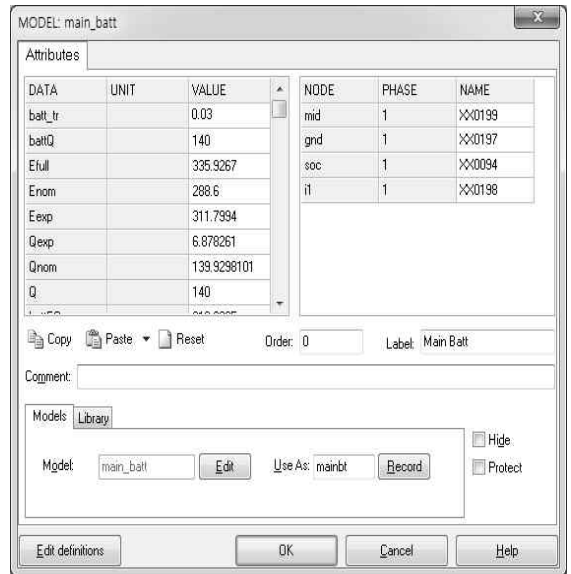 MODEL: main_batt
Attributes
DATA UNIT VALUE
batt_tr 0.03
battQ 140
Efull 335.9267
Enom 288.6
Eexp 311.7994
Qexp 6.878261
Qnom 139.9298101
Q 140
NODE PHASE NAME
mid 1 XX0199
gnd 1 XX0197
soc 1 XX0094
i1 1 XX0198
Copy Paste Reset Order: 0 Label: Main Batt
Comment:
Models Library
Model: main_batt Edit Use As: mainbt Record
Hide
Protect
Edit definitions OK Cancel Help